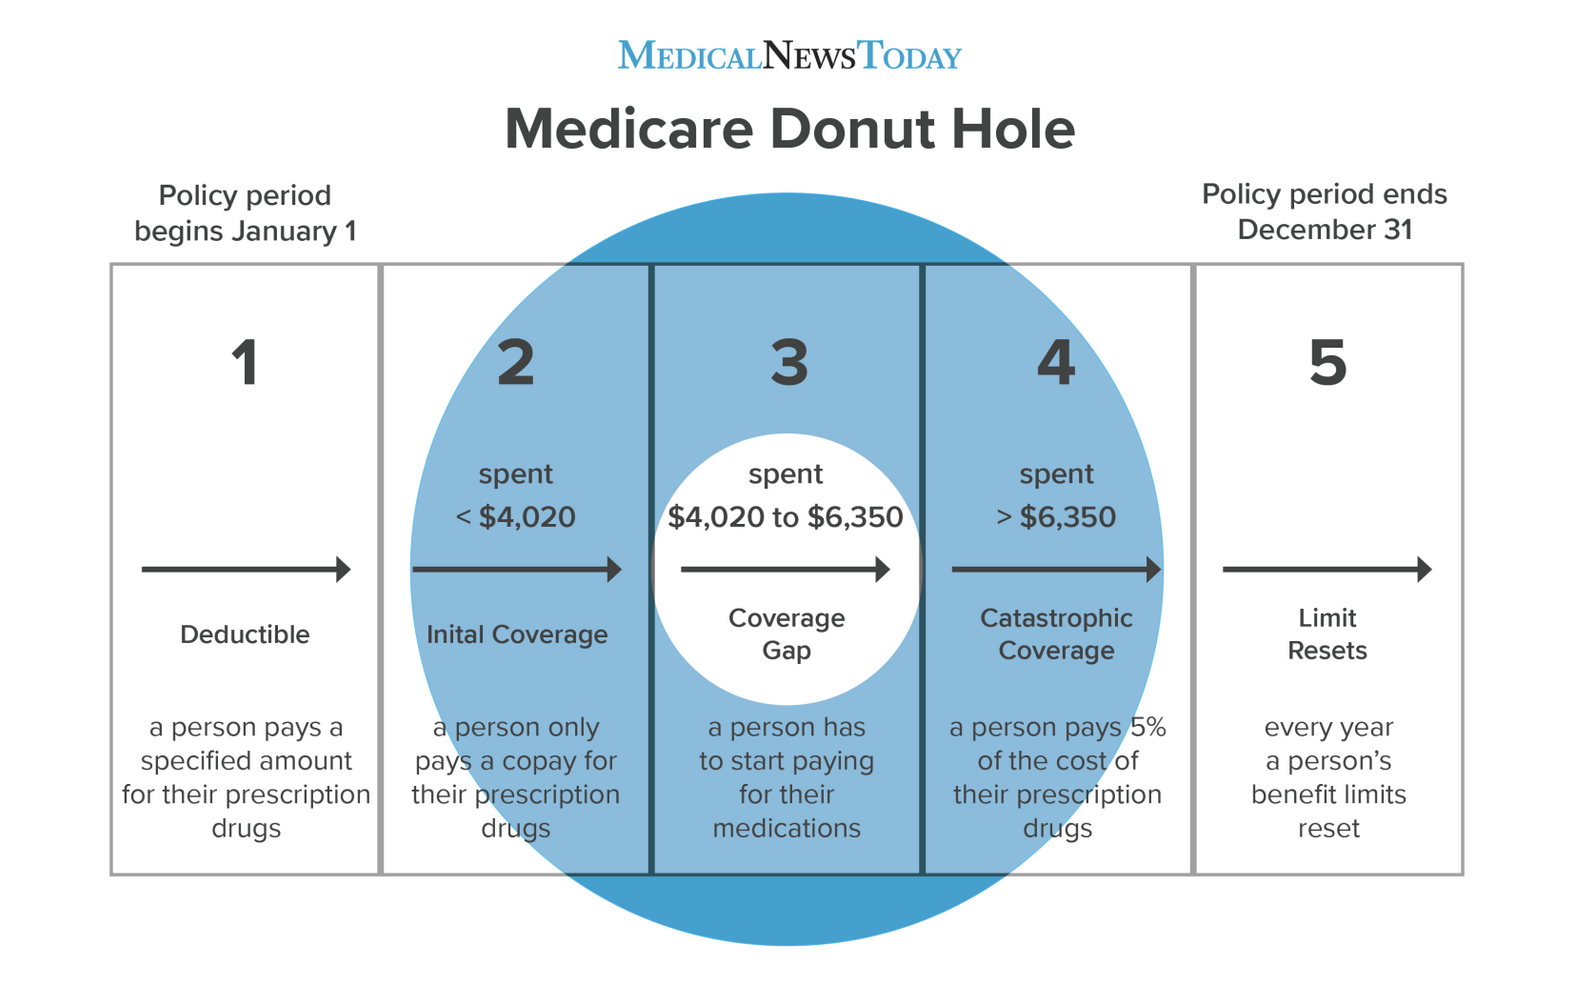 MEDICALNEWSTODAY
Medicare Donut Hole
Policy period
begins January 1
Policy period ends
December 31
1
Deductible
a person pays a
specified amount
for their prescription
drugs
2
spent
< $4,020
Inital Coverage
a person only
pays a copay for
their prescription
drugs
3
spent
$4,020 to $6,350
Coverage
Gap
a person has
to start paying
for their
medications
4
spent
> $6,350
Catastrophic
Coverage
a person pays 5%
of the cost of
their prescription
drugs
5
Limit
Resets
every year
a person’s
benefit limits
reset